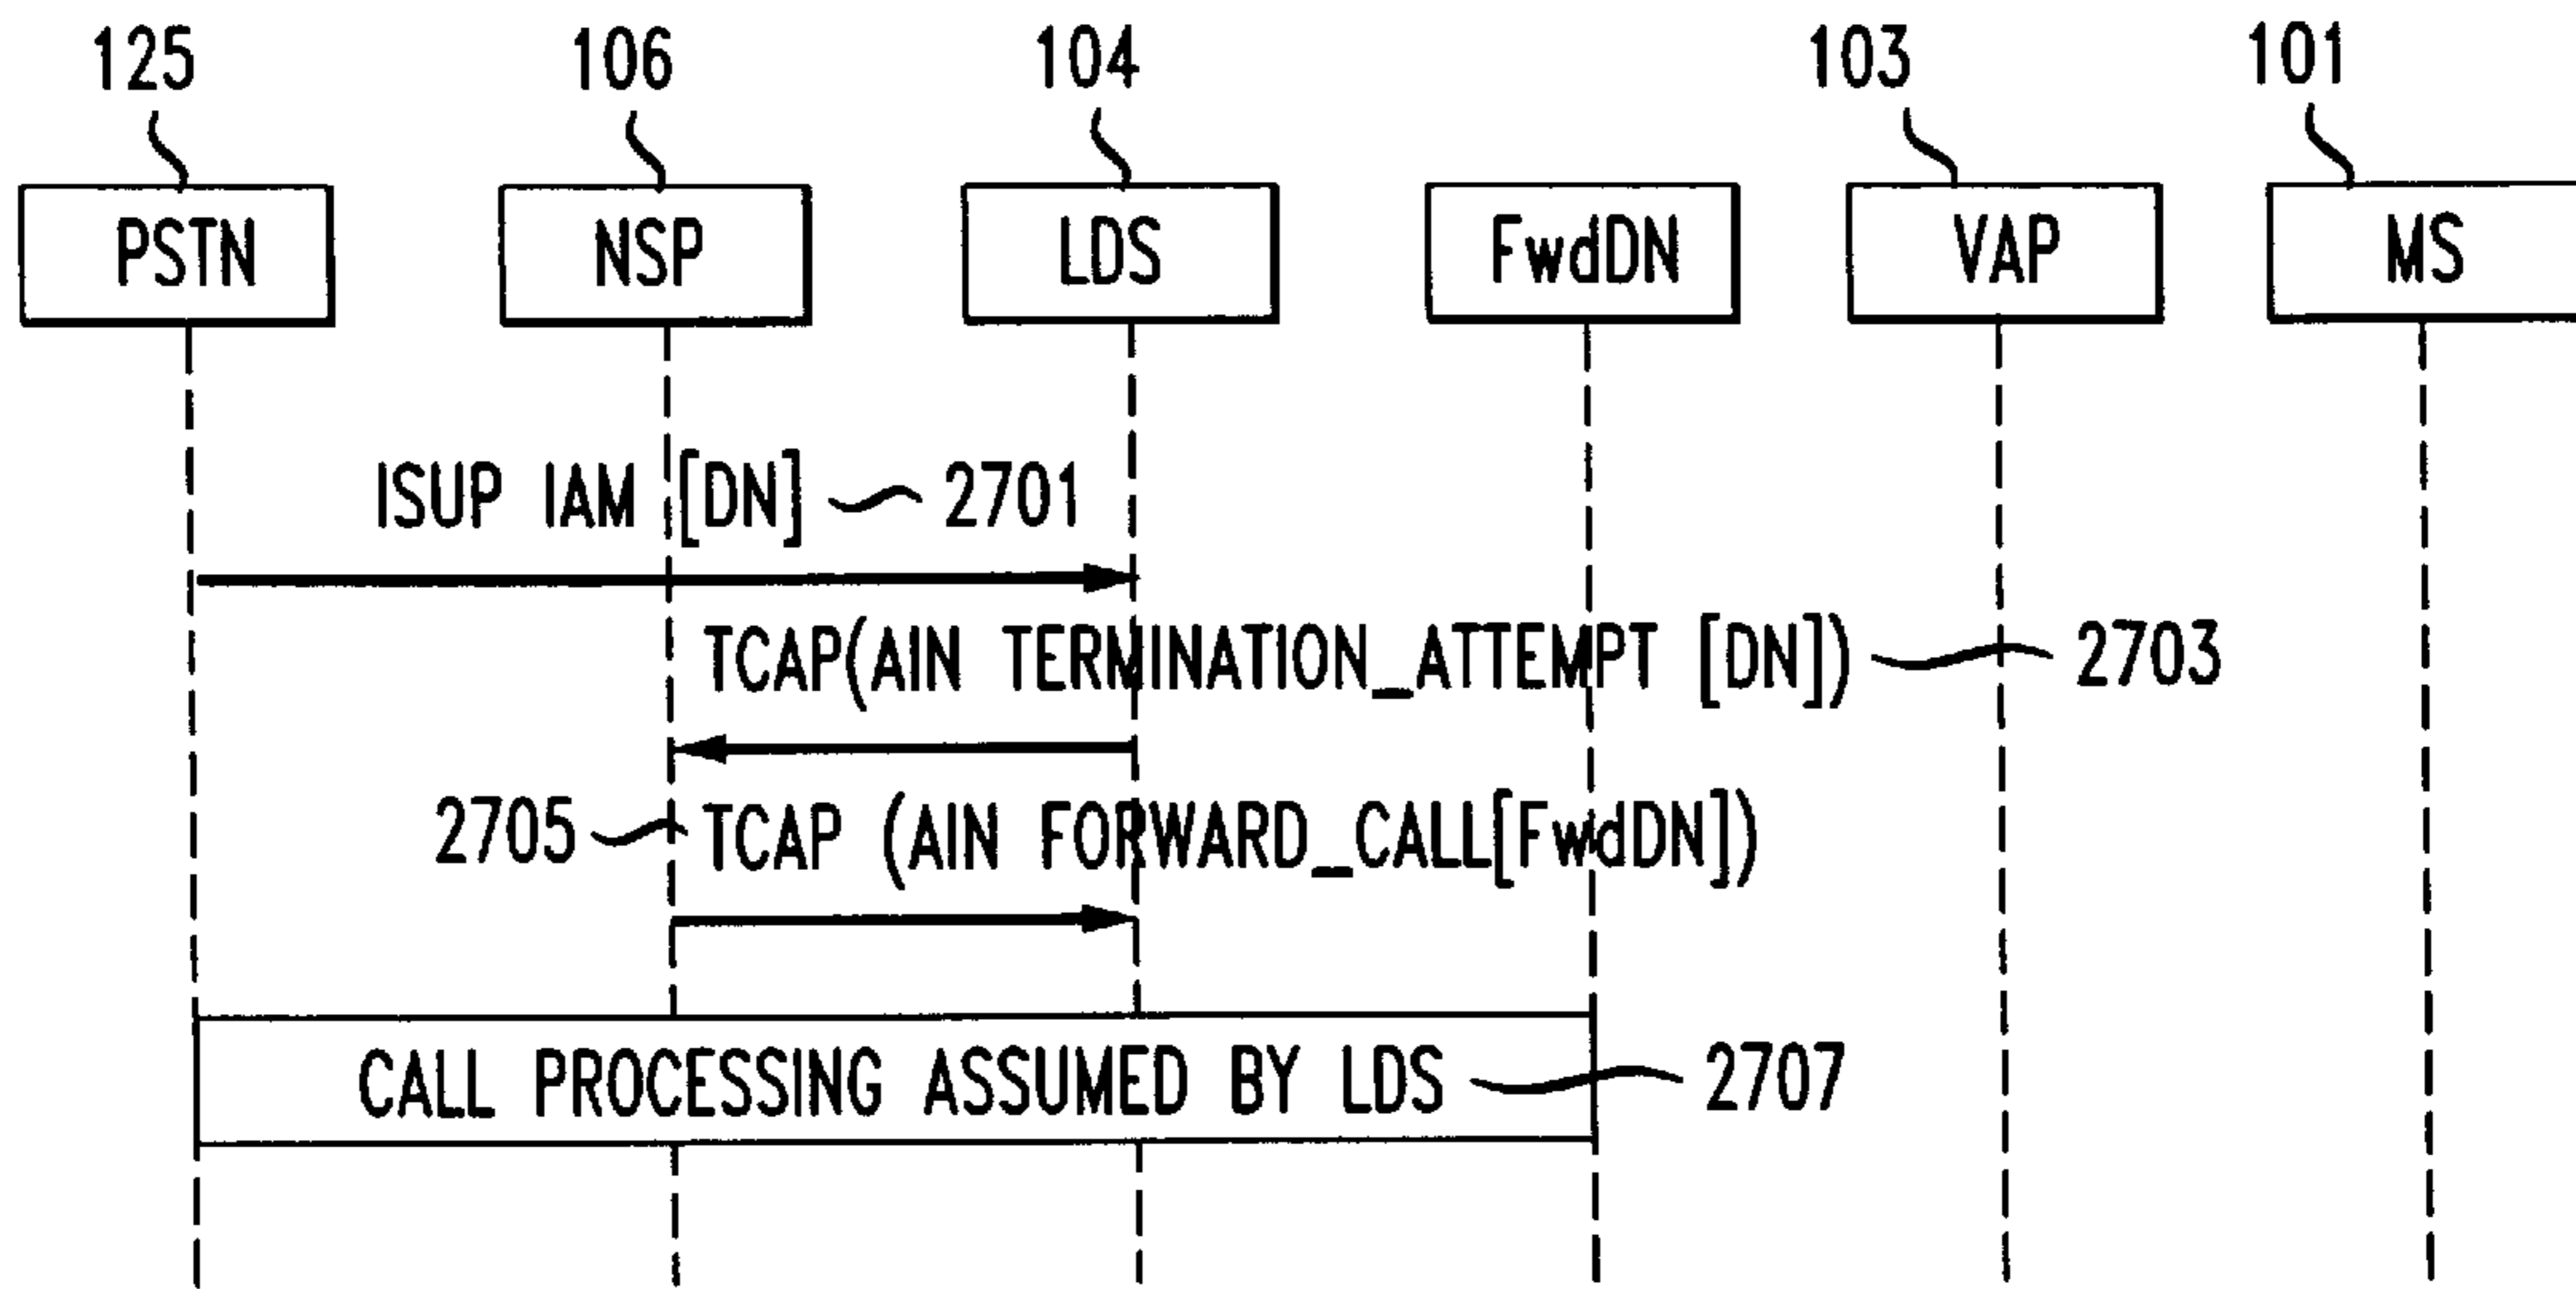 125 106 104 103 101
PSTN NSP LDS FwdDN VAP MS
ISUP IAM [DN] 2701
TCAP(AIN TERMINATION_ATTEMPT [DN]) 2703
2705 TCAP (AIN FORWARD_CALL[FwdDN])
CALL PROCESSING ASSUMED BY LDS 2707